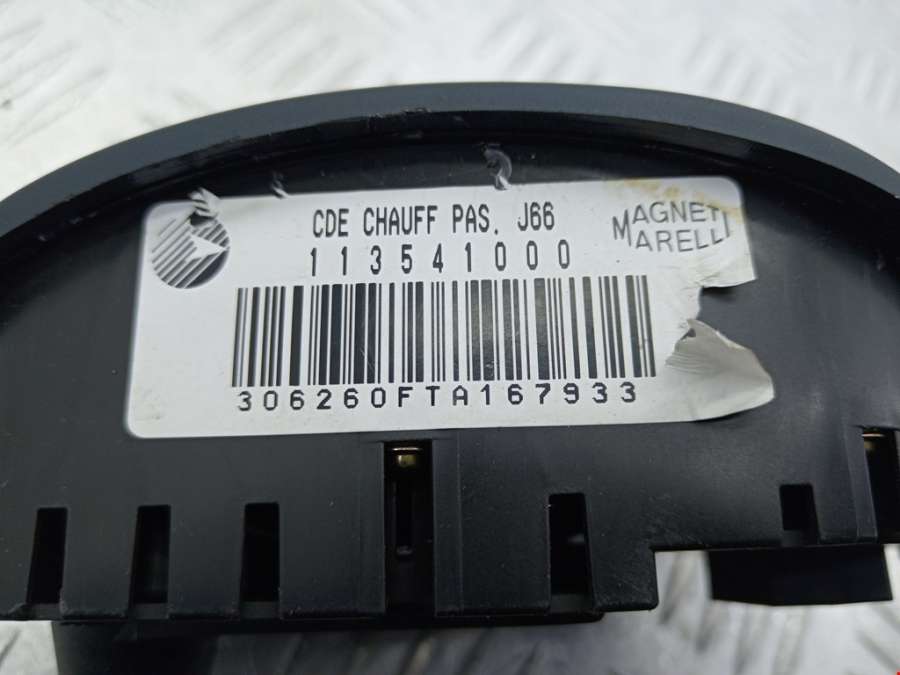 CDE CHAUFF PAS. J66
MAGNETI
MARELLI
113541000
306260FTA167933